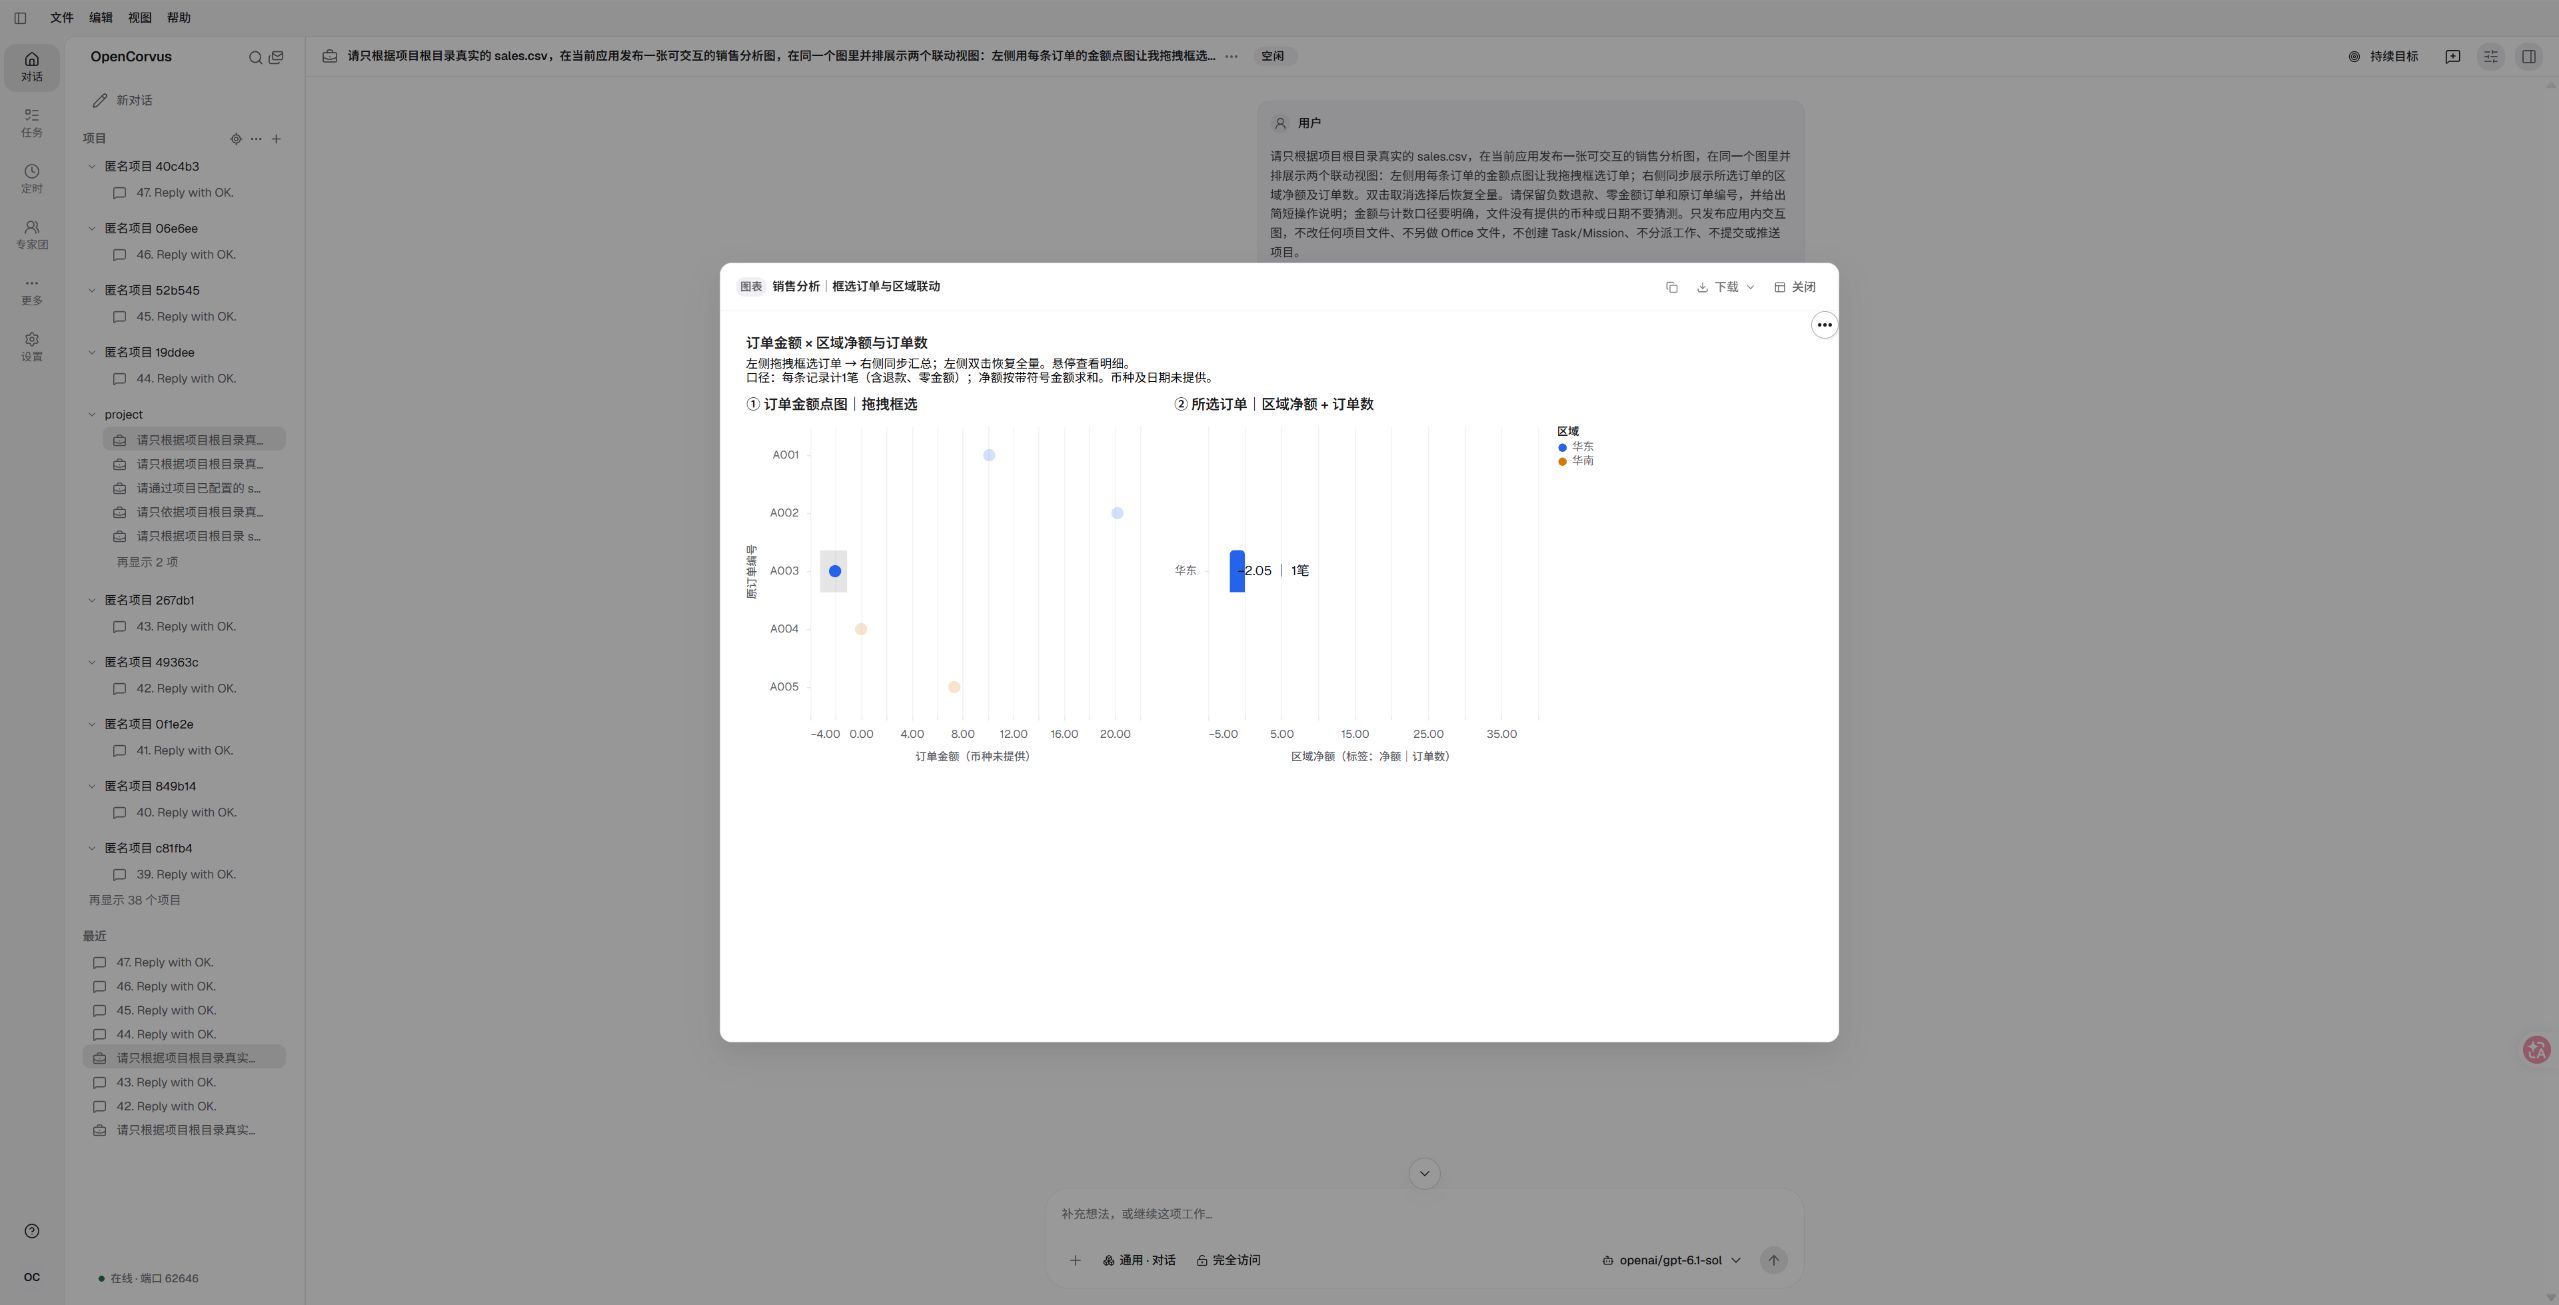 文件 编辑 视图 帮助
对话
任务
定时
专家团
更多
设置
OC
OpenCorvus
新对话
项目
匿名项目 40c4b3
47. Reply with OK.
匿名项目 06e6ee
46. Reply with OK.
匿名项目 52b545
45. Reply with OK.
匿名项目 19ddee
44. Reply with OK.
project
请只根据项目根目录真...
请只根据项目根目录真...
请通过项目已配置的 s...
请只依据项目根目录真...
请只根据项目根目录 s...
再显示 2 项
匿名项目 267db1
43. Reply with OK.
匿名项目 49363c
42. Reply with OK.
匿名项目 0f1e2e
41. Reply with OK.
匿名项目 849b14
40. Reply with OK.
匿名项目 c81fb4
39. Reply with OK.
再显示 38 个项目
最近
47. Reply with OK.
46. Reply with OK.
45. Reply with OK.
44. Reply with OK.
请只根据项目根目录真实...
43. Reply with OK.
42. Reply with OK.
请只根据项目根目录真实...
在线 · 端口 62646
请只根据项目根目录真实的 sales.csv，在当前应用发布一张可交互的销售分析图，在同一个图里并排展示两个联动视图：左侧用每条订单的金额点图让我拖拽框选... 空闲
持续目标
用户
请只根据项目根目录真实的 sales.csv，在当前应用发布一张可交互的销售分析图，在同一个图里并
排展示两个联动视图：左侧用每条订单的金额点图让我拖拽框选订单；右侧同步展示所选订单的区
域净额及订单数。双击取消选择后恢复全量。请保留负数退款、零金额订单和原订单编号，并给出
简短操作说明；金额与计数口径要明确，文件没有提供的币种或日期不要猜测。只发布应用内交互
图，不改任何项目文件、不另做 Office 文件，不创建 Task/Mission、不分派工作、不提交或推送
项目。
图表 销售分析｜框选订单与区域联动
下载 关闭
订单金额 × 区域净额与订单数
左侧拖拽框选订单 → 右侧同步汇总；左侧双击恢复全量。悬停查看明细。
口径：每条记录计1笔（含退款、零金额）；净额按带符号金额求和。币种及日期未提供。
① 订单金额点图｜拖拽框选
原订单编号
A001
A002
A003
A004
A005
−4.00 0.00 4.00 8.00 12.00 16.00 20.00
订单金额（币种未提供）
② 所选订单｜区域净额 + 订单数
华东
−2.05 ｜ 1笔
−5.00 5.00 15.00 25.00 35.00
区域净额（标签：净额｜订单数）
区域
华东
华南
补充想法，或继续这项工作...
通用 · 对话 完全访问
openai/gpt-6.1-sol